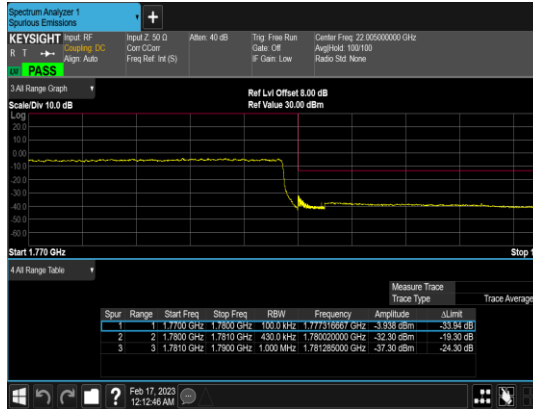 Spectrum Analyzer 1
Spurious Emissions
+
KEYSIGHT Input: RF Input Z: 50 Ω Atten: 40 dB Trig: Free Run Center Freq: 22.005000000 GHz
R T Coupling: DC Corr CCorr Gate: Off Avg|Hold: 100/100
Align: Auto Freq Ref: Int (S) IF Gain: Low Radio Std: None
LXI PASS
3 All Range Graph Ref Lvl Offset 8.00 dB
Scale/Div 10.0 dB Ref Value 30.00 dBm
Log
20.0
10.0
0.00
-10.0
-20.0
-30.0
-40.0
-50.0
-60.0
Start 1.770 GHz Stop 1
4 All Range Table
Measure Trace
Trace Type Trace Average
Spur Range Start Freq Stop Freq RBW Frequency Amplitude ΔLimit
1 1 1.7700 GHz 1.7800 GHz 100.0 kHz 1.777316667 GHz -3.938 dBm -33.94 dB
2 2 1.7800 GHz 1.7810 GHz 430.0 kHz 1.780020000 GHz -32.30 dBm -19.30 dB
3 3 1.7810 GHz 1.7900 GHz 1.000 MHz 1.781285000 GHz -37.30 dBm -24.30 dB
? Feb 17, 2023
12:12:46 AM